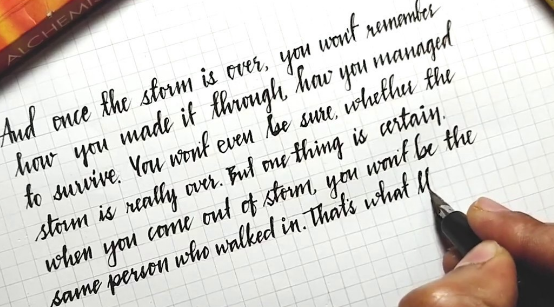 ALCHEMI
And once the storm is over, you won't remember
how you made it through, how you managed
to survive. You won't even be sure, whether the
storm is really over. But one thing is certain.
when you come out of storm, you won't be the
same person who walked in. That's what